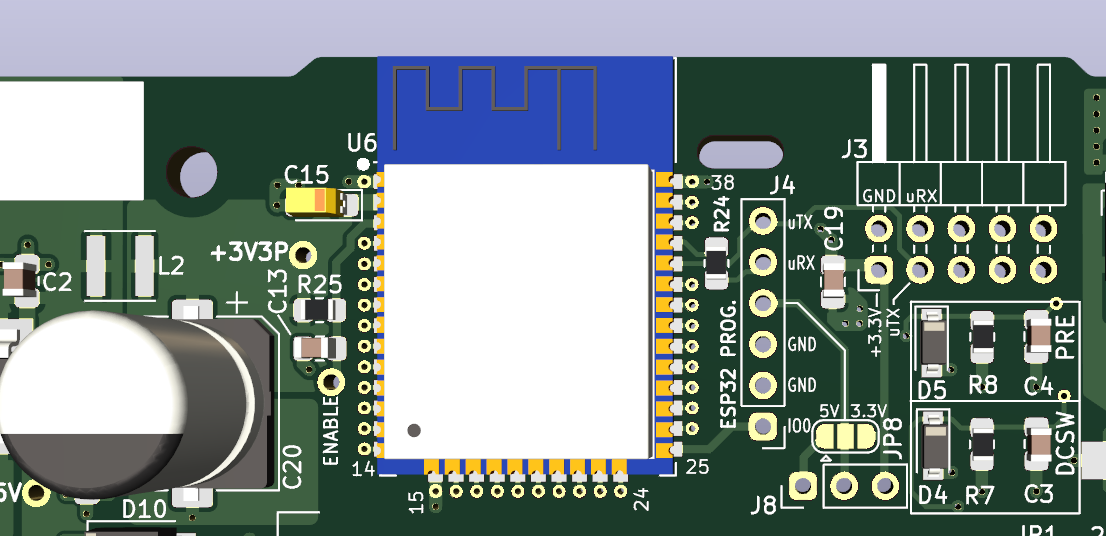 U6
C15
38
J4
J3
GND
uRX
R24
uTX
uRX
C19
+3V3P
L2
C2
C13
R25
+
ESP32 PROG.
GND
GND
IO0
+3.3V
uTX
PRE
D5
R8
C4
5V
3.3V
JP8
DCSW
D4
R7
C3
ENABLE
C20
14
25
15
24
J8
5V
D10
JP1
2